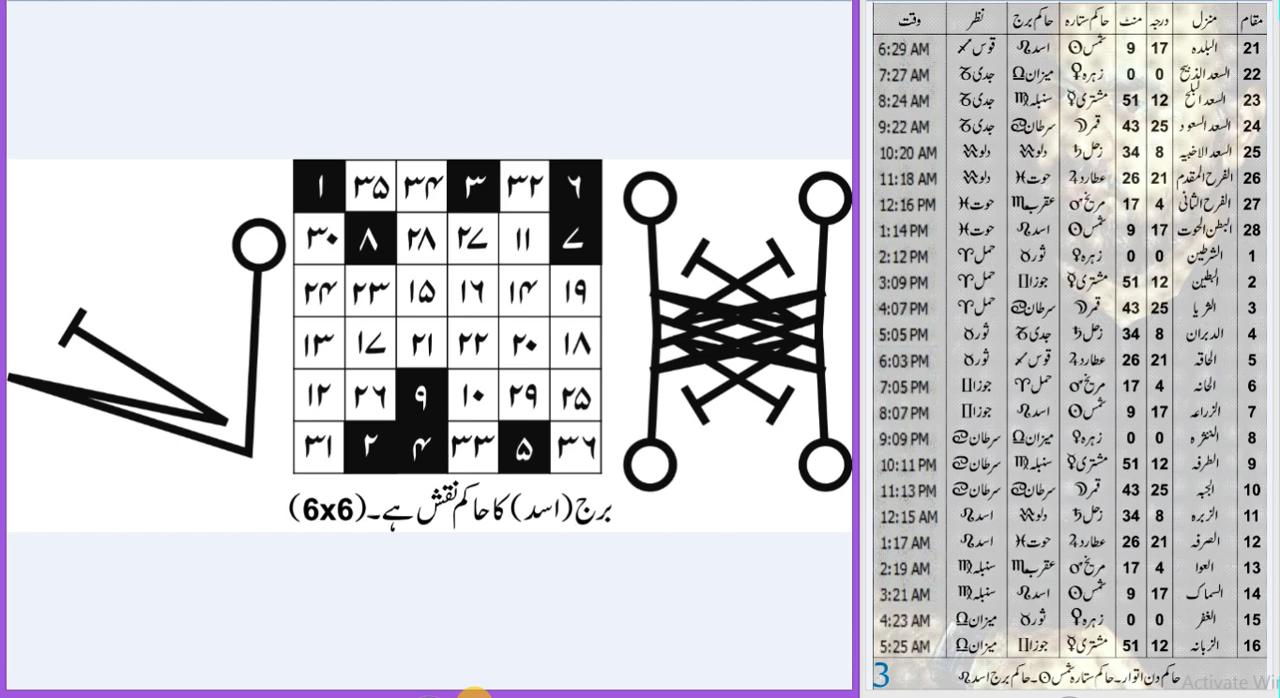 ۱ ۳۵ ۳۴ ۳ ۳۲ ۶
۳۰ ۸ ۲۸ ۲۷ ۱۱ ۷
۲۴ ۲۳ ۱۵ ۱۶ ۱۴ ۱۹
۱۳ ۱۷ ۲۱ ۲۲ ۲۰ ۱۸
۱۲ ۲۶ ۹ ۱۰ ۲۹ ۲۵
۳۱ ۲ ۴ ۳۳ ۵ ۳۶
برج (اسد) کا حاکم نقش ہے۔ (6x6)
مقام منزل درجہ منٹ حاکم ستارہ حاکم برج نظر وقت
21 البلدہ 17 9 شمس☉ اسد♌ قوس♐ 6:29 AM
22 السعد الذبح 0 0 زہرہ♀ میزان♎ جدی♑ 7:27 AM
23 السعد البلع 12 51 مشتری☿ سنبلہ♍ جدی♑ 8:24 AM
24 السعد السعود 25 43 قمر☽ سرطان♋ جدی♑ 9:22 AM
25 السعد الاخبیہ 8 34 زحل♄ دلو♒ دلو♒ 10:20 AM
26 الفرح المقدم 21 26 عطارد♃ حوت♓ دلو♒ 11:18 AM
27 الفرح الثانی 4 17 مریخ♂ عقرب♏ حوت♓ 12:16 PM
28 البطن الحوت 17 9 شمس☉ اسد♌ حوت♓ 1:14 PM
1 الشرطین 0 0 زہرہ♀ ثور♉ حمل♈ 2:12 PM
2 البطین 12 51 مشتری☿ جوزا♊ حمل♈ 3:09 PM
3 الثریا 25 43 قمر☽ سرطان♋ حمل♈ 4:07 PM
4 الدبران 8 34 زحل♄ جدی♑ ثور♉ 5:05 PM
5 الحاقہ 21 26 عطارد♃ قوس♐ ثور♉ 6:03 PM
6 الحانہ 4 17 مریخ♂ حمل♈ جوزا♊ 7:05 PM
7 الزراعہ 17 9 شمس☉ اسد♌ جوزا♊ 8:07 PM
8 النثرہ 0 0 زہرہ♀ میزان♎ سرطان♋ 9:09 PM
9 الطرفہ 12 51 مشتری☿ سنبلہ♍ سرطان♋ 10:11 PM
10 الجبہ 25 43 قمر☽ سرطان♋ سرطان♋ 11:13 PM
11 الزبرہ 8 34 زحل♄ دلو♒ اسد♌ 12:15 AM
12 الصرفہ 21 26 عطارد♃ حوت♓ اسد♌ 1:17 AM
13 العوا 4 17 مریخ♂ عقرب♏ سنبلہ♍ 2:19 AM
14 السماک 17 9 شمس☉ اسد♌ سنبلہ♍ 3:21 AM
15 الغفر 0 0 زہرہ♀ ثور♉ میزان♎ 4:23 AM
16 الزبانہ 12 51 مشتری☿ جوزا♊ میزان♎ 5:25 AM
حاکم دن اتوار۔ حاکم ستارہ شمس☉۔ حاکم برج اسد♌
3
Activate Wi